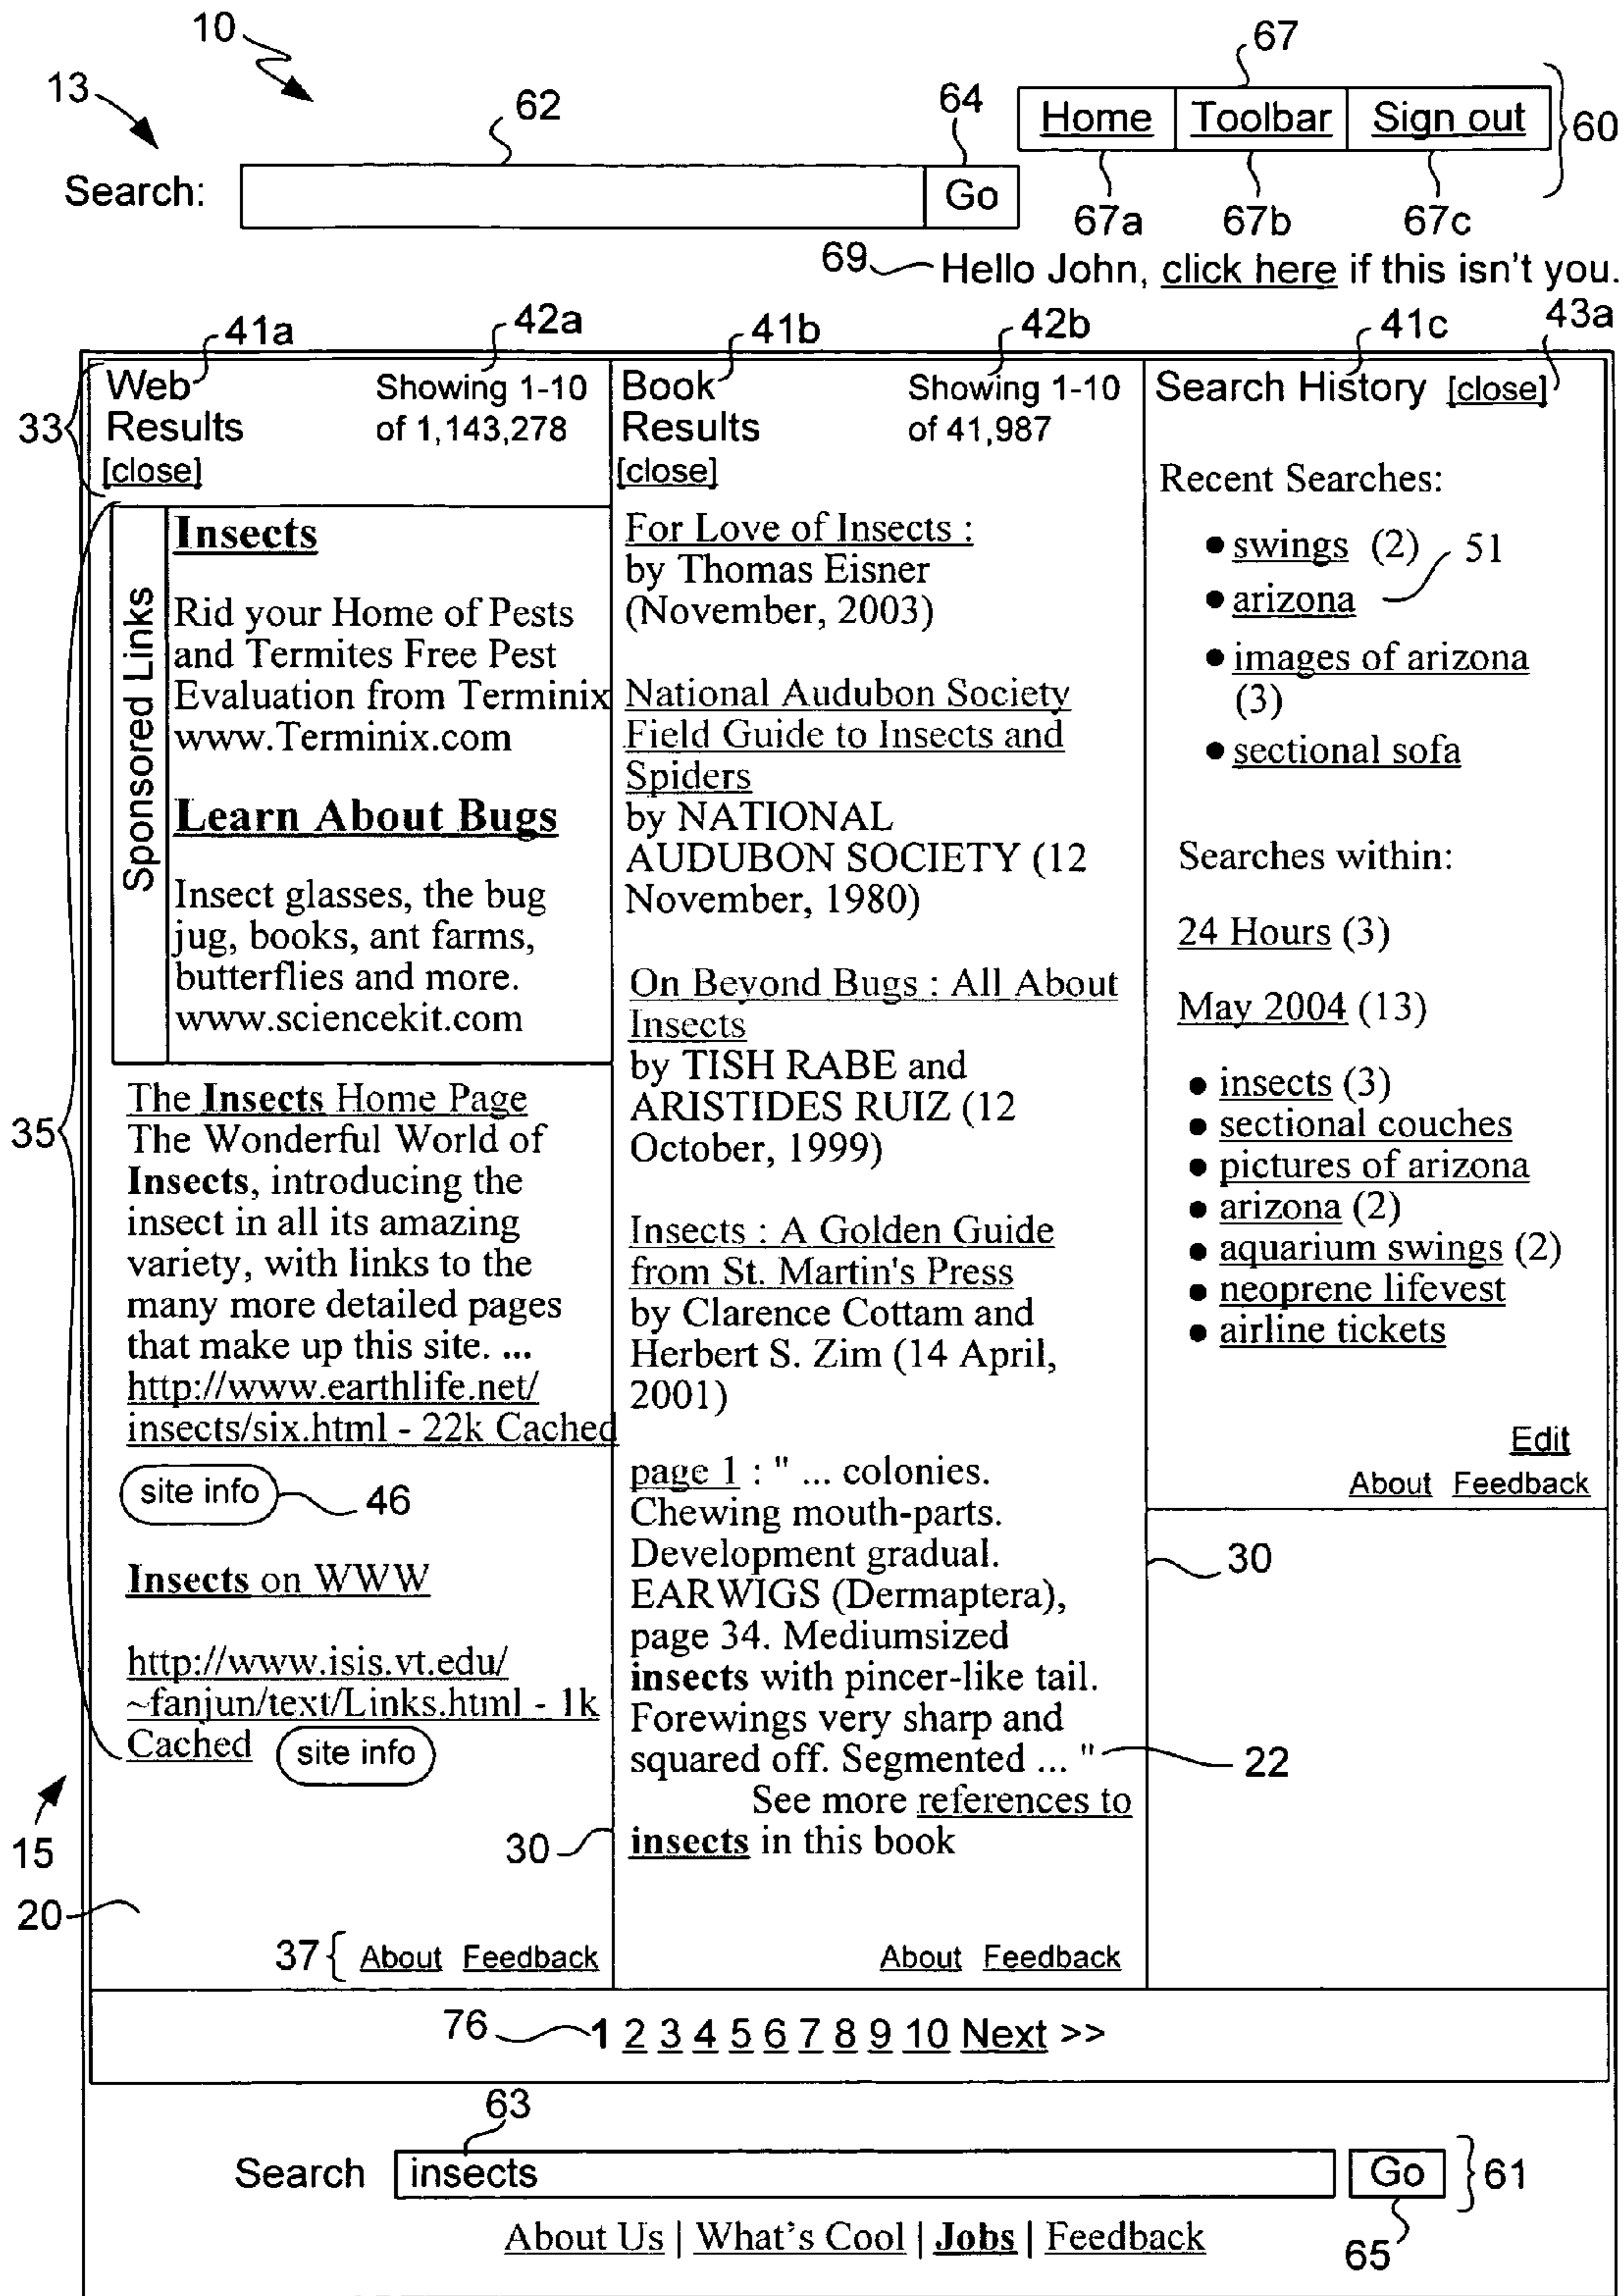 10
13
62
64
67
Home Toolbar Sign out
60
Search:
Go
67a 67b 67c
69 Hello John, click here if this isn't you.
41a 42a 41b 42b 41c 43a
33
Web Results
[close]
Showing 1-10
of 1,143,278
Book
Results
[close]
Showing 1-10
of 41,987
Search History [close]
35
Sponsored Links
Insects
Rid your Home of Pests
and Termites Free Pest
Evaluation from Terminix
www.Terminix.com
Learn About Bugs
Insect glasses, the bug
jug, books, ant farms,
butterflies and more.
www.sciencekit.com
The Insects Home Page
The Wonderful World of
Insects, introducing the
insect in all its amazing
variety, with links to the
many more detailed pages
that make up this site. ...
http://www.earthlife.net/
insects/six.html - 22k Cached
site info 46
Insects on WWW
http://www.isis.vt.edu/
~fanjun/text/Links.html - 1k
Cached site info
15
20
37 About Feedback
For Love of Insects :
by Thomas Eisner
(November, 2003)
National Audubon Society
Field Guide to Insects and
Spiders
by NATIONAL
AUDUBON SOCIETY (12
November, 1980)
On Beyond Bugs : All About
Insects
by TISH RABE and
ARISTIDES RUIZ (12
October, 1999)
Insects : A Golden Guide
from St. Martin's Press
by Clarence Cottam and
Herbert S. Zim (14 April,
2001)
page 1 : " ... colonies.
Chewing mouth-parts.
Development gradual.
EARWIGS (Dermaptera),
page 34. Mediumsized
insects with pincer-like tail.
Forewings very sharp and
squared off. Segmented ... " 22
See more references to
insects in this book
30
About Feedback
Recent Searches:
• swings (2) 51
• arizona
• images of arizona
(3)
• sectional sofa
Searches within:
24 Hours (3)
May 2004 (13)
• insects (3)
• sectional couches
• pictures of arizona
• arizona (2)
• aquarium swings (2)
• neoprene lifevest
• airline tickets
Edit
About Feedback
30
76 1 2 3 4 5 6 7 8 9 10 Next >>
63
Search insects Go 61
65
About Us | What's Cool | Jobs | Feedback